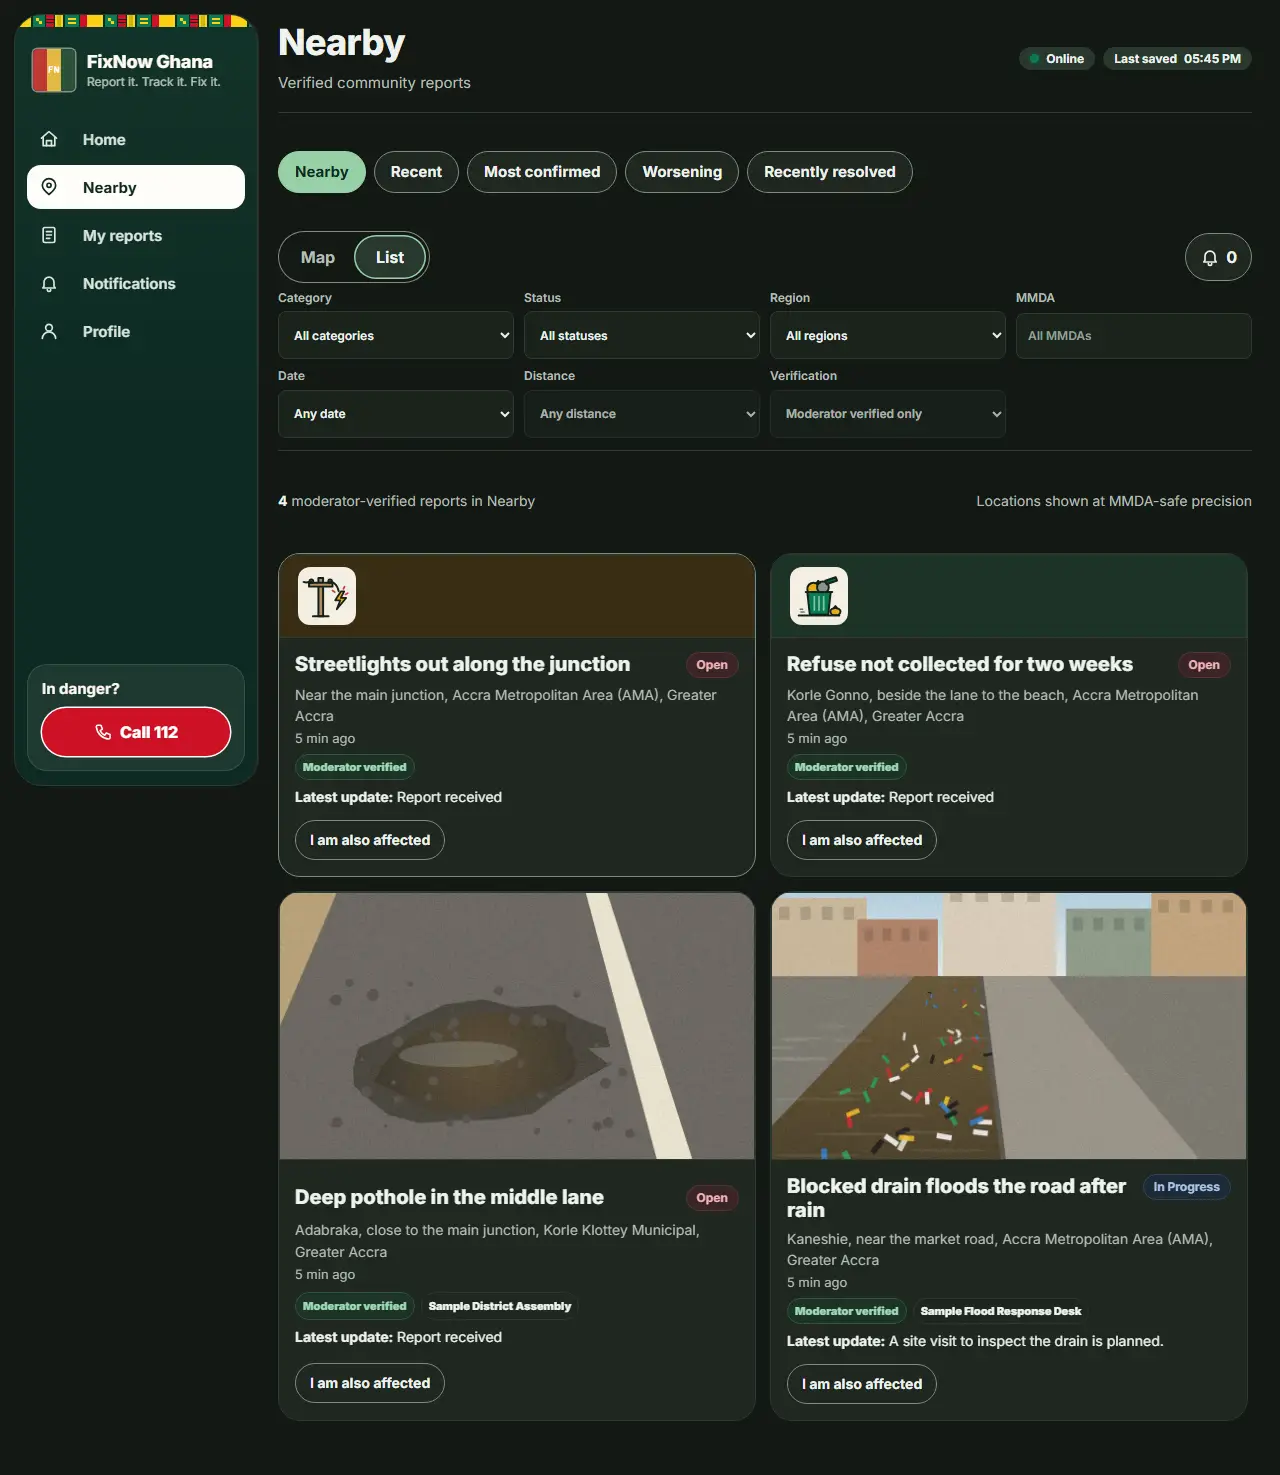 FN
FixNow Ghana
Report it. Track it. Fix it.
Home
Nearby
My reports
Notifications
Profile
In danger?
Call 112
Nearby
Verified community reports
Online
Last saved 05:45 PM
Nearby
Recent
Most confirmed
Worsening
Recently resolved
Map
List
0
Category
Status
Region
MMDA
All categories
All statuses
All regions
All MMDAs
Date
Distance
Verification
Any date
Any distance
Moderator verified only
4 moderator-verified reports in Nearby
Locations shown at MMDA-safe precision
Streetlights out along the junction
Open
Near the main junction, Accra Metropolitan Area (AMA), Greater
Accra
5 min ago
Moderator verified
Latest update: Report received
I am also affected
Refuse not collected for two weeks
Open
Korle Gonno, beside the lane to the beach, Accra Metropolitan
Area (AMA), Greater Accra
5 min ago
Moderator verified
Latest update: Report received
I am also affected
Deep pothole in the middle lane
Open
Adabraka, close to the main junction, Korle Klottey Municipal,
Greater Accra
5 min ago
Moderator verified
Sample District Assembly
Latest update: Report received
I am also affected
Blocked drain floods the road after
rain
In Progress
Kaneshie, near the market road, Accra Metropolitan Area (AMA),
Greater Accra
5 min ago
Moderator verified
Sample Flood Response Desk
Latest update: A site visit to inspect the drain is planned.
I am also affected